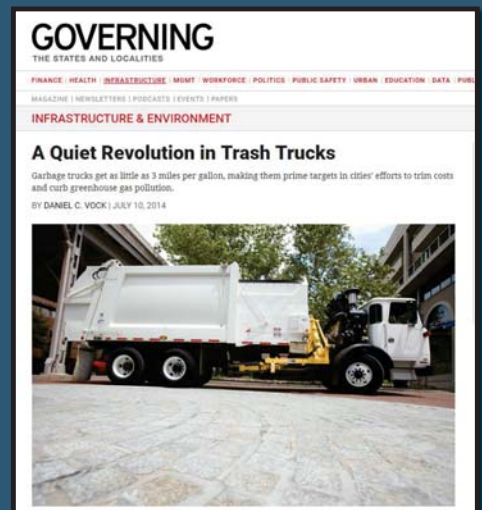 GOVERNING
THE STATES AND LOCALITIES
FINANCE | HEALTH | INFRASTRUCTURE | MGMT | WORKFORCE | POLITICS | PUBLIC SAFETY | URBAN | EDUCATION | DATA | PUBL
MAGAZINE | NEWSLETTERS | PODCASTS | EVENTS | PAPERS
INFRASTRUCTURE & ENVIRONMENT
A Quiet Revolution in Trash Trucks
Garbage trucks get as little as 3 miles per gallon, making them prime targets in cities' efforts to trim costs
and curb greenhouse gas pollution.
BY DANIEL C. VOCK | JULY 10, 2014